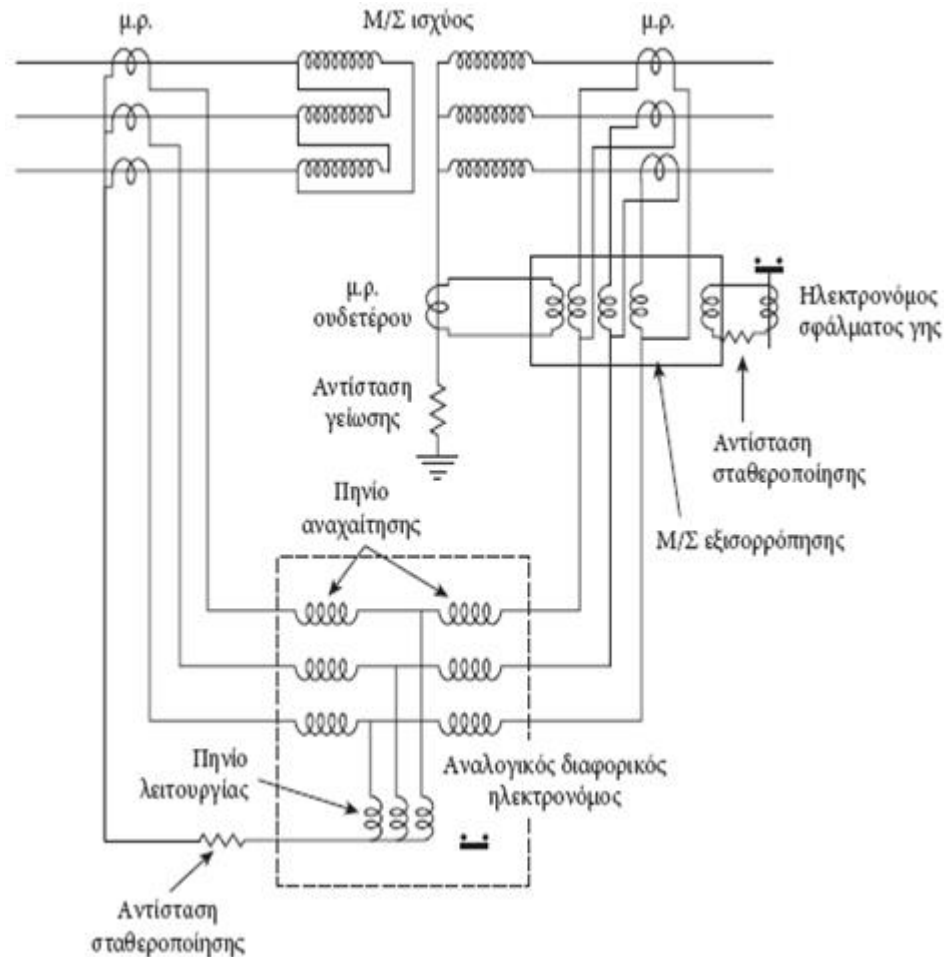 μ.ρ.
Μ/Σ ισχύος
μ.ρ.
μ.ρ.
ουδετέρου
Ηλεκτρονόμος
σφάλματος γης
Αντίσταση
γείωσης
Αντίσταση
σταθεροποίησης
Πηνίο
αναχαίτησης
Μ/Σ εξισορρόπησης
Πηνίο
λειτουργίας
Αναλογικός διαφορικός
ηλεκτρονόμος
Αντίσταση
σταθεροποίησης